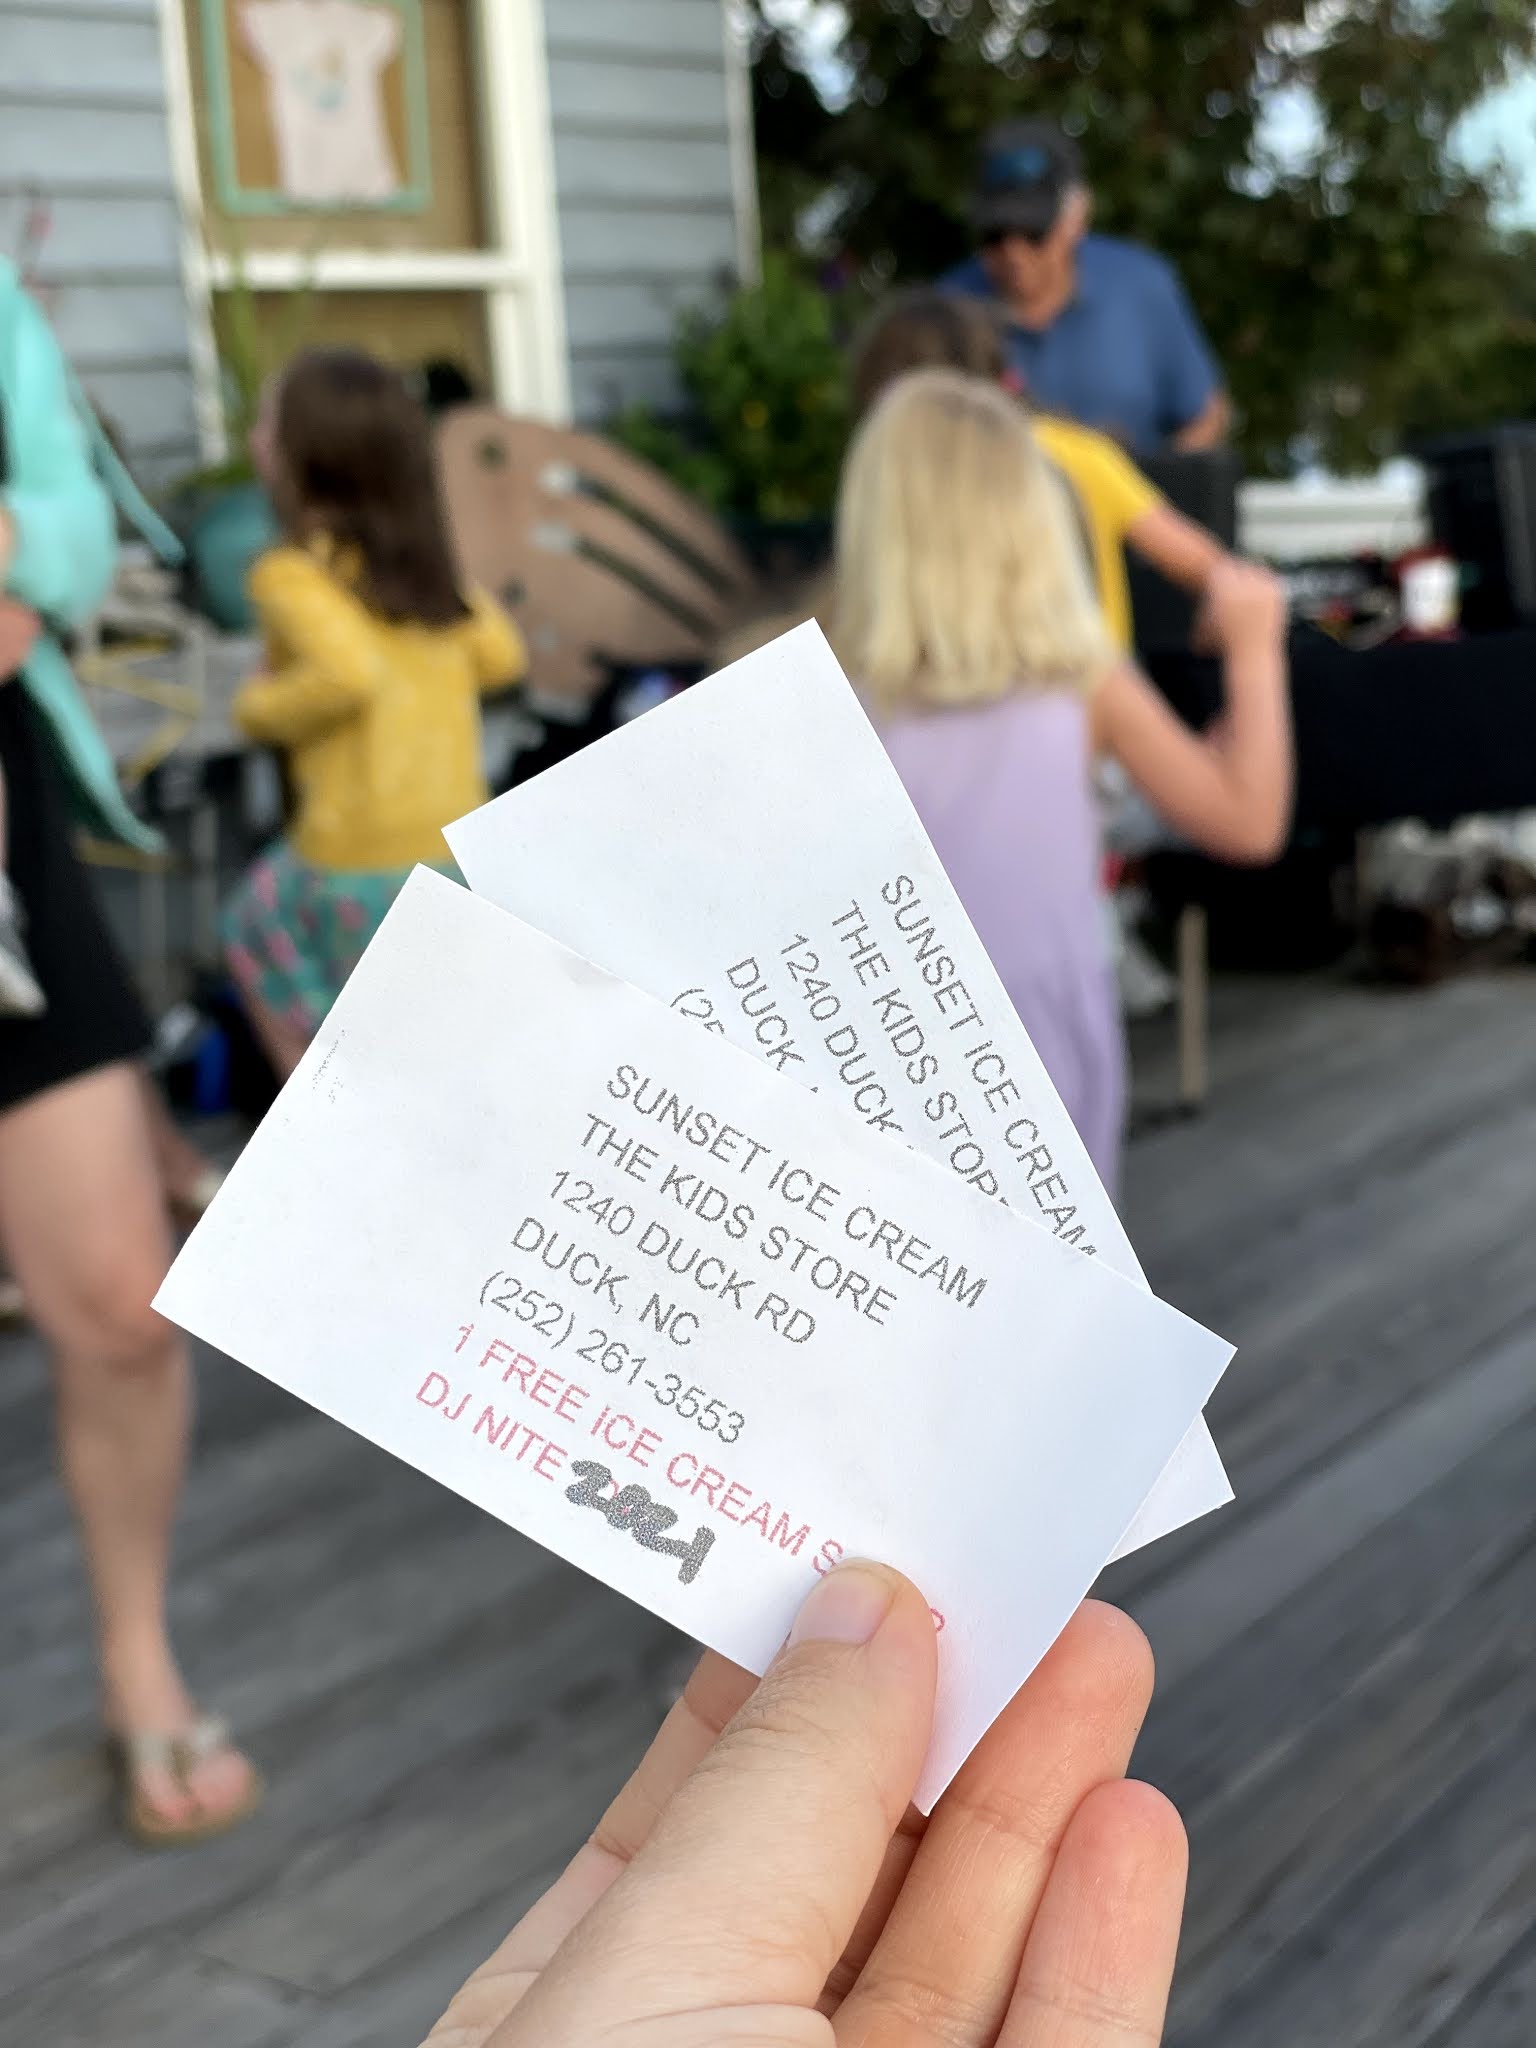 SUNSET ICE CREAM
THE KIDS STORE
1240 DUCK RD
DUCK, NC
(252) 261-3553
1 FREE ICE CREAM
DJ NITE 2021
SUNSET ICE CREAM
THE KIDS STORE
1240 DUCK
DUCK,
(25